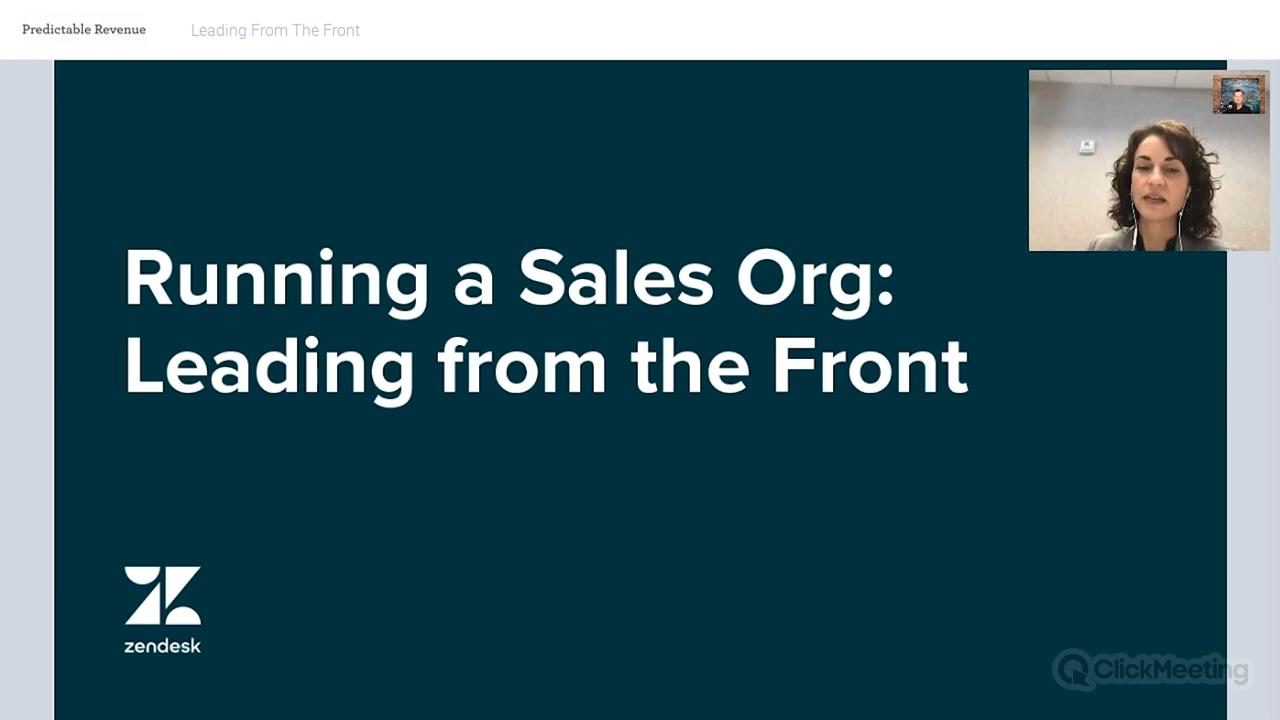 Predictable Revenue
Leading From The Front
Running a Sales Org:
Leading from the Front
zendesk
ClickMeeting